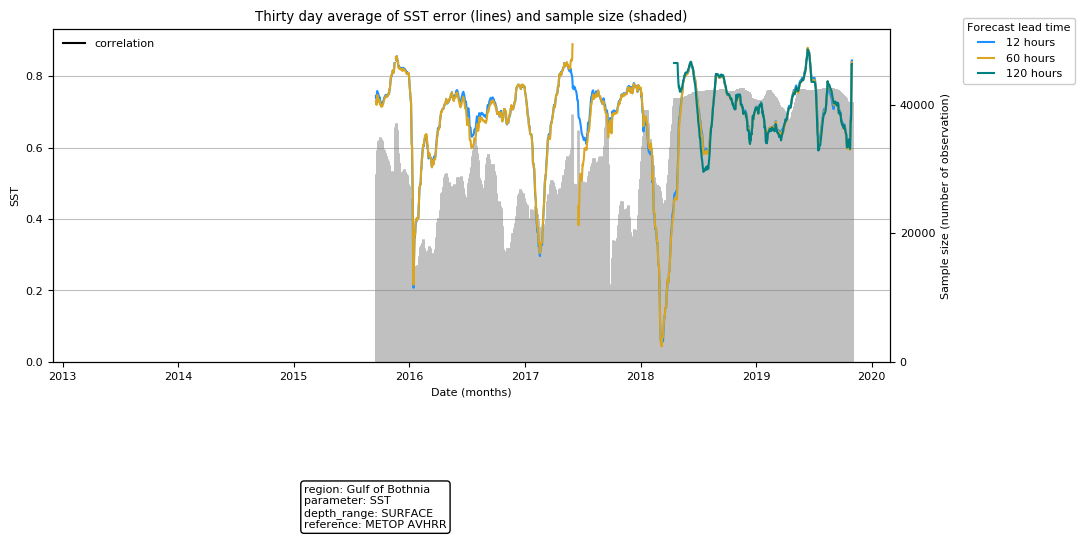 Thirty day average of SST error (lines) and sample size (shaded)
correlation
Forecast lead time
12 hours
60 hours
120 hours
SST
0.8
0.6
0.4
0.2
0.0
40000
20000
0
Sample size (number of observation)
2013 2014 2015 2016 2017 2018 2019 2020
Date (months)
region: Gulf of Bothnia
parameter: SST
depth_range: SURFACE
reference: METOP AVHRR